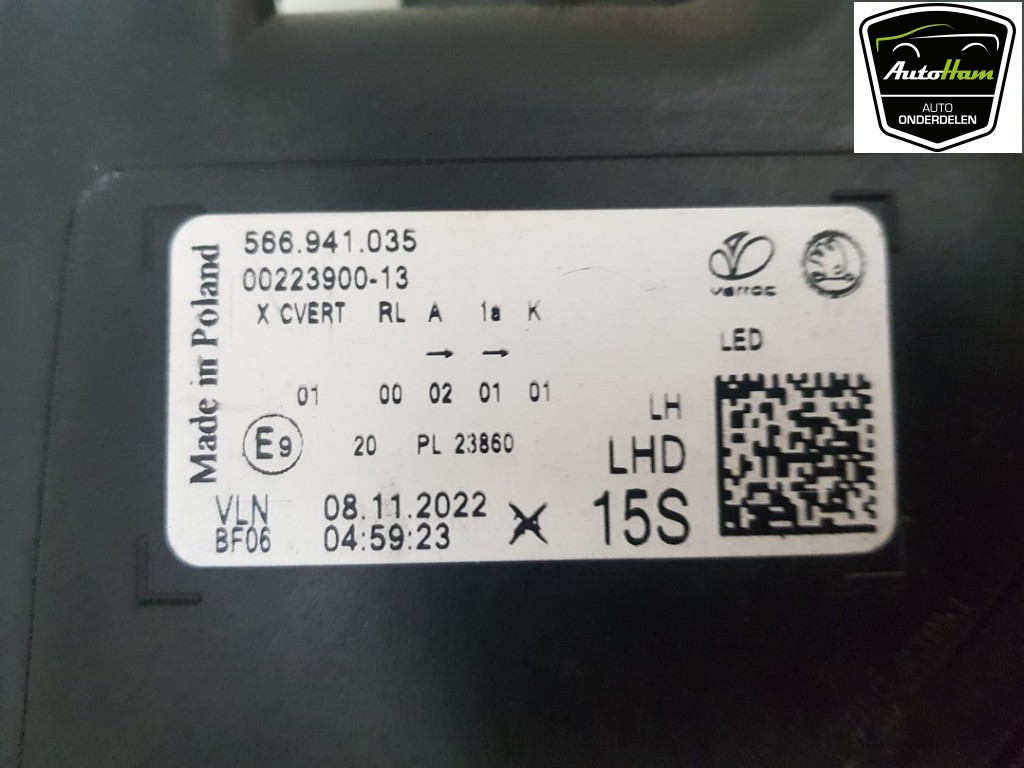 AutoHam
AUTO
ONDERDELEN
566.941.035
00223900-13
X CVERT RL A 1a K
→ →
01 00 02 01 01
E9 20 PL 23860
VLN 08.11.2022
BF06 04:59:23
Made in Poland
varroc
LED
LH
LHD
15S